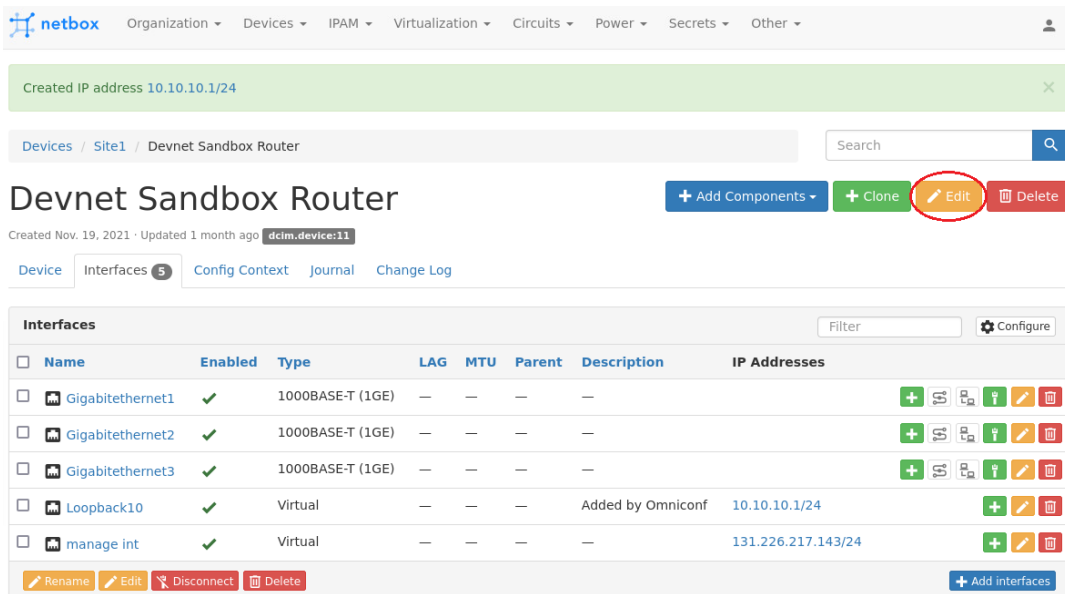 netbox Organization Devices IPAM Virtualization Circuits Power Secrets Other
Created IP address 10.10.10.1/24 ×
Devices / Site1 / Devnet Sandbox Router Search
Devnet Sandbox Router
+ Add Components + Clone Edit Delete
Created Nov. 19, 2021 · Updated 1 month ago dcim.device:11
Device Interfaces 5 Config Context Journal Change Log
Interfaces Filter Configure
Name Enabled Type LAG MTU Parent Description IP Addresses
Gigabitethernet1 1000BASE-T (1GE) — — — —
Gigabitethernet2 1000BASE-T (1GE) — — — —
Gigabitethernet3 1000BASE-T (1GE) — — — —
Loopback10 Virtual — — — Added by Omniconf 10.10.10.1/24
manage int Virtual — — — — 131.226.217.143/24
Rename Edit Disconnect Delete + Add interfaces